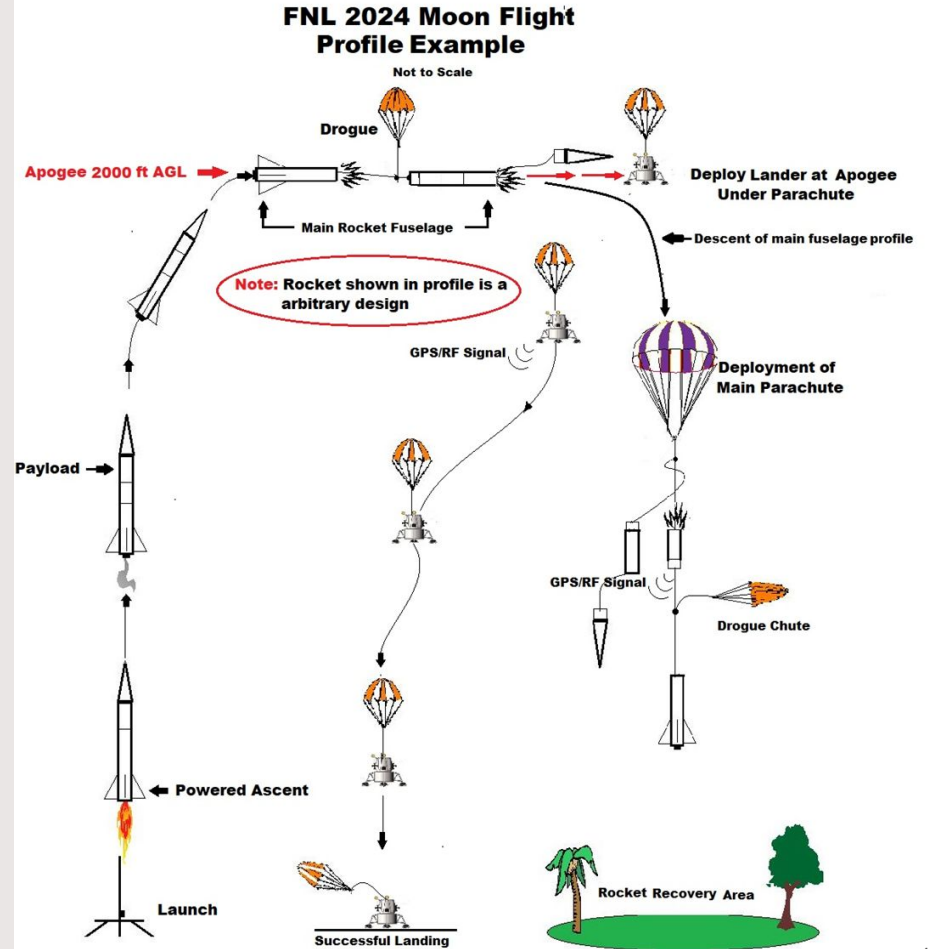 FNL 2024 Moon Flight
Profile Example
Not to Scale
Drogue
Apogee 2000 ft AGL
Deploy Lander at Apogee
Under Parachute
Main Rocket Fuselage
Descent of main fuselage profile
Note: Rocket shown in profile is a
arbitrary design
GPS/RF Signal
Deployment of
Main Parachute
Payload
GPS/RF Signal
Drogue Chute
Powered Ascent
Rocket Recovery Area
Launch
Successful Landing